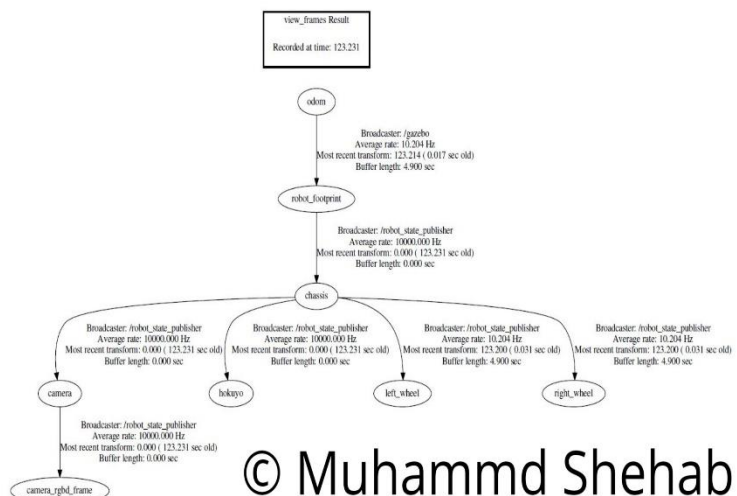 view_frames Result
Recorded at time: 123.231
odom
Broadcaster: /gazebo
Average rate: 10.204 Hz
Most recent transform: 123.214 ( 0.017 sec old)
Buffer length: 4.900 sec
robot_footprint
Broadcaster: /robot_state_publisher
Average rate: 10000.000 Hz
Most recent transform: 0.000 ( 123.231 sec old)
Buffer length: 0.000 sec
chassis
Broadcaster: /robot_state_publisher
Average rate: 10000.000 Hz
Most recent transform: 0.000 ( 123.231 sec old)
Buffer length: 0.000 sec
Broadcaster: /robot_state_publisher
Average rate: 10000.000 Hz
Most recent transform: 0.000 ( 123.231 sec old)
Buffer length: 0.000 sec
Broadcaster: /robot_state_publisher
Average rate: 10.204 Hz
Most recent transform: 123.200 ( 0.031 sec old)
Buffer length: 4.900 sec
Broadcaster: /robot_state_publisher
Average rate: 10.204 Hz
Most recent transform: 123.200 ( 0.031 sec old)
Buffer length: 4.900 sec
camera
hokuyo
left_wheel
right_wheel
Broadcaster: /robot_state_publisher
Average rate: 10000.000 Hz
Most recent transform: 0.000 ( 123.231 sec old)
Buffer length: 0.000 sec
camera_rgbd_frame
© Muhammd Shehab